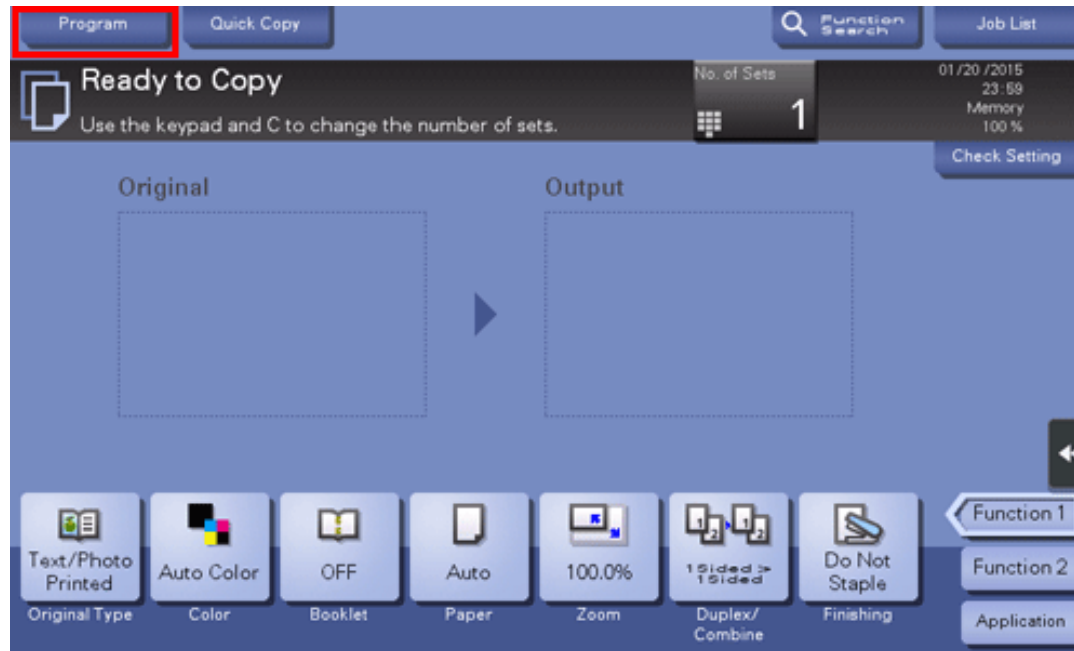 Program
Quick Copy
Function
Search
Job List
Ready to Copy
Use the keypad and C to change the number of sets.
No. of Sets
1
01/20 /2015
23:59
Memory
100 %
Check Setting
Original
Output
Text/Photo
Printed
Auto Color
OFF
Auto
100.0%
1Sided >
1Sided
Do Not
Staple
Original Type
Color
Booklet
Paper
Zoom
Duplex/
Combine
Finishing
Function 1
Function 2
Application